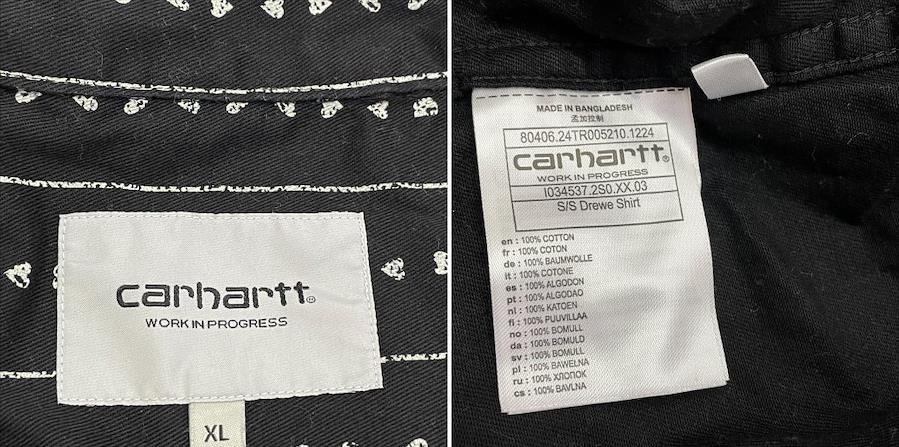 carhartt®
WORK IN PROGRESS
XL
MADE IN BANGLADESH
孟加拉制
80406.24TR005210.1224
carhartt®
WORK IN PROGRESS
I034537.2S0.XX.03
S/S Drewe Shirt
en : 100% COTTON
fr : 100% COTON
de : 100% BAUMWOLLE
it : 100% COTONE
es : 100% ALGODON
pt : 100% ALGODAO
nl : 100% KATOEN
fi : 100% PUUVILLAA
no : 100% BOMULL
da : 100% BOMULD
sv : 100% BOMULL
pl : 100% BAWELNA
ru : 100% ХЛОПОК
cs : 100% BAVLNA